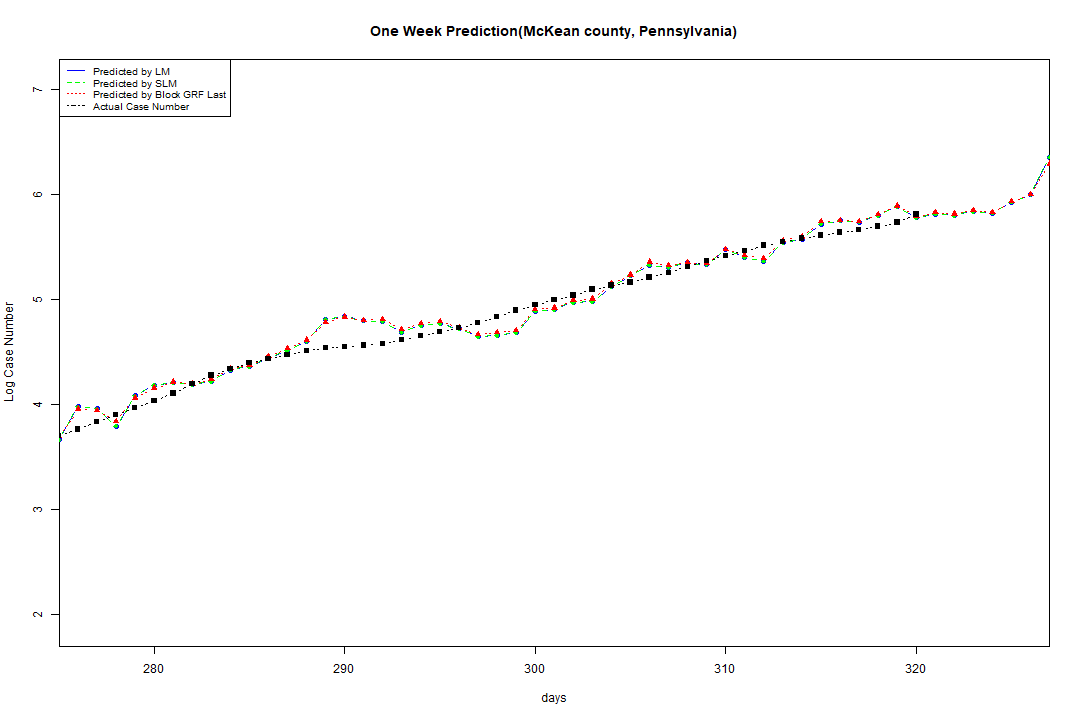 One Week Prediction(McKean county, Pennsylvania)
Predicted by LM
Predicted by SLM
Predicted by Block GRF Last
Actual Case Number
7
6
5
4
3
2
Log Case Number
280 290 300 310 320
days